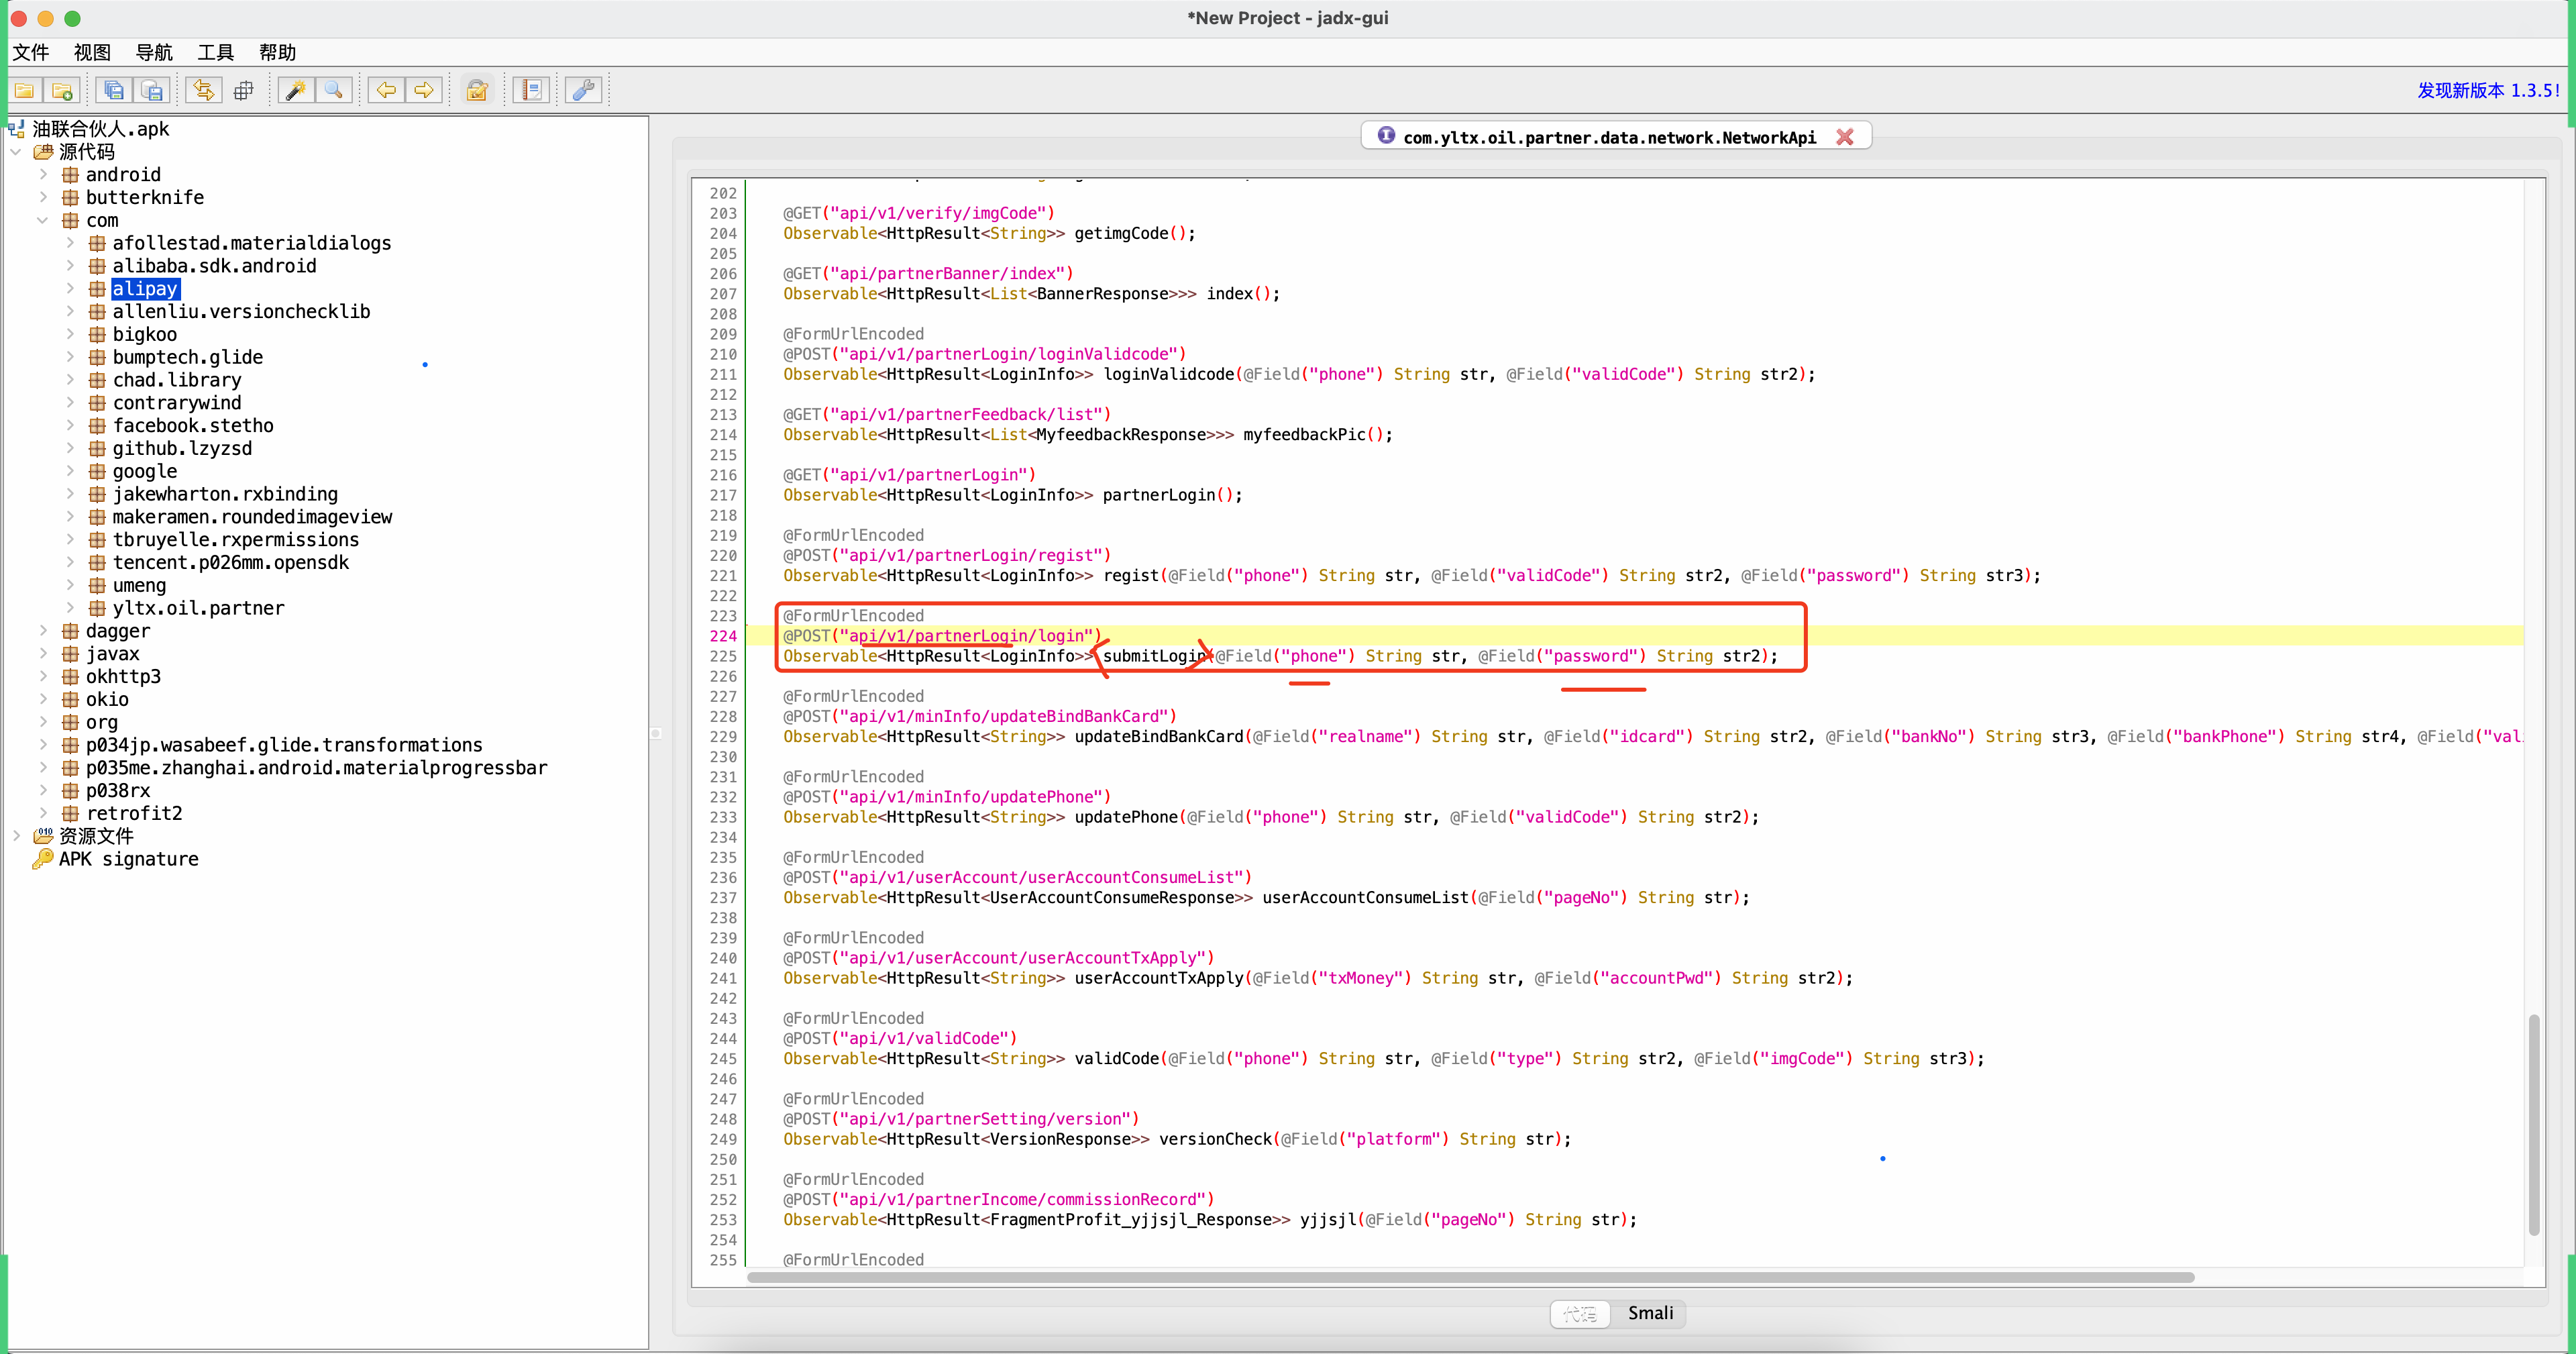 *New Project - jadx-gui
文件 视图 导航 工具 帮助
发现新版本 1.3.5!
油联合伙人.apk
源代码
android
butterknife
com
afollestad.materialdialogs
alibaba.sdk.android
alipay
allenliu.versionchecklib
bigkoo
bumptech.glide
chad.library
contrarywind
facebook.stetho
github.lzyzsd
google
jakewharton.rxbinding
makeramen.roundedimageview
tbruyelle.rxpermissions
tencent.p026mm.opensdk
umeng
yltx.oil.partner
dagger
javax
okhttp3
okio
org
p034jp.wasabeef.glide.transformations
p035me.zhanghai.android.materialprogressbar
p038rx
retrofit2
资源文件
APK signature
com.yltx.oil.partner.data.network.NetworkApi
202
203 @GET("api/v1/verify/imgCode")
204 Observable<HttpResult<String>> getimgCode();
205
206 @GET("api/partnerBanner/index")
207 Observable<HttpResult<List<BannerResponse>>> index();
208
209 @FormUrlEncoded
210 @POST("api/v1/partnerLogin/loginValidcode")
211 Observable<HttpResult<LoginInfo>> loginValidcode(@Field("phone") String str, @Field("validCode") String str2);
212
213 @GET("api/v1/partnerFeedback/list")
214 Observable<HttpResult<List<MyfeedbackResponse>>> myfeedbackPic();
215
216 @GET("api/v1/partnerLogin")
217 Observable<HttpResult<LoginInfo>> partnerLogin();
218
219 @FormUrlEncoded
220 @POST("api/v1/partnerLogin/regist")
221 Observable<HttpResult<LoginInfo>> regist(@Field("phone") String str, @Field("validCode") String str2, @Field("password") String str3);
222
223 @FormUrlEncoded
224 @POST("api/v1/partnerLogin/login")
225 Observable<HttpResult<LoginInfo>> submitLogin(@Field("phone") String str, @Field("password") String str2);
226
227 @FormUrlEncoded
228 @POST("api/v1/minInfo/updateBindBankCard")
229 Observable<HttpResult<String>> updateBindBankCard(@Field("realname") String str, @Field("idcard") String str2, @Field("bankNo") String str3, @Field("bankPhone") String str4, @Field("val
230
231 @FormUrlEncoded
232 @POST("api/v1/minInfo/updatePhone")
233 Observable<HttpResult<String>> updatePhone(@Field("phone") String str, @Field("validCode") String str2);
234
235 @FormUrlEncoded
236 @POST("api/v1/userAccount/userAccountConsumeList")
237 Observable<HttpResult<UserAccountConsumeResponse>> userAccountConsumeList(@Field("pageNo") String str);
238
239 @FormUrlEncoded
240 @POST("api/v1/userAccount/userAccountTxApply")
241 Observable<HttpResult<String>> userAccountTxApply(@Field("txMoney") String str, @Field("accountPwd") String str2);
242
243 @FormUrlEncoded
244 @POST("api/v1/validCode")
245 Observable<HttpResult<String>> validCode(@Field("phone") String str, @Field("type") String str2, @Field("imgCode") String str3);
246
247 @FormUrlEncoded
248 @POST("api/v1/partnerSetting/version")
249 Observable<HttpResult<VersionResponse>> versionCheck(@Field("platform") String str);
250
251 @FormUrlEncoded
252 @POST("api/v1/partnerIncome/commissionRecord")
253 Observable<HttpResult<FragmentProfit_yjjsjl_Response>> yjjsjl(@Field("pageNo") String str);
254
255 @FormUrlEncoded
代码 Smali